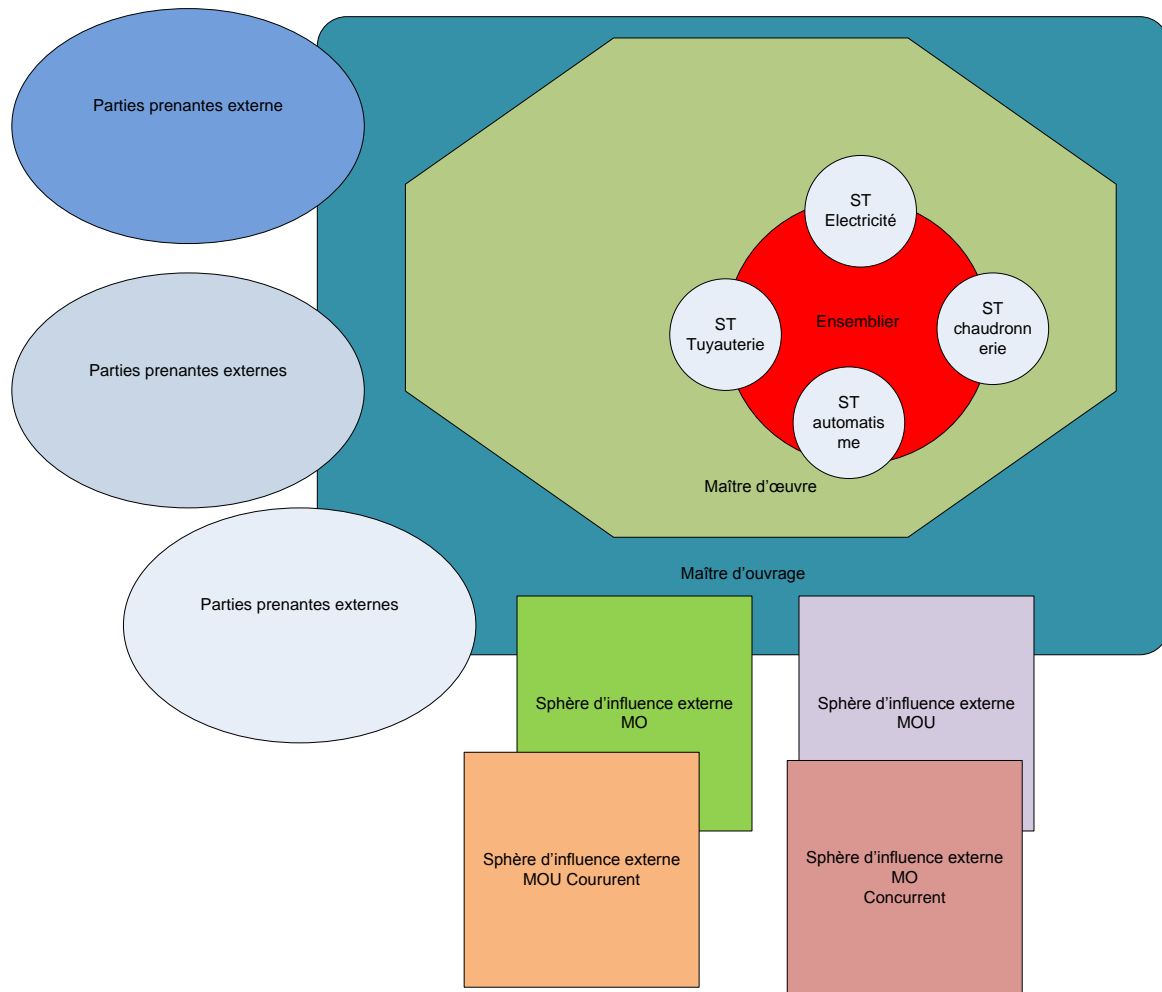 Parties prenantes externe
ST
Electricité
Ensemblier
ST
Tuyauterie
ST
chaudronn
erie
Parties prenantes externes
ST
automatis
me
Maître d’œuvre
Maître d’ouvrage
Parties prenantes externes
Sphère d’influence externe
MO
Sphère d’influence externe
MOU
Sphère d’influence externe
MOU Coururent
Sphère d’influence externe
MO
Concurrent